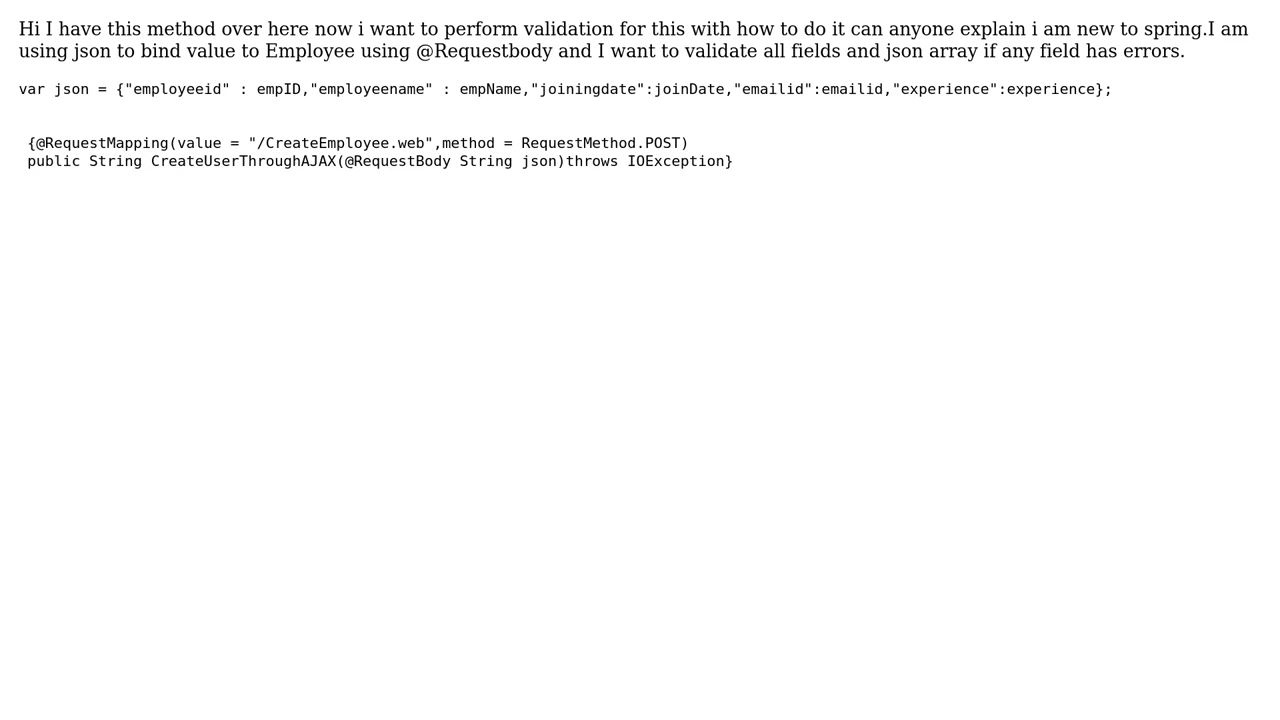 Hi I have this method over here now i want to perform validation for this with how to do it can anyone explain i am new to spring.I am
using json to bind value to Employee using @Requestbody and I want to validate all fields and json array if any field has errors.
var json = {"employeeid" : empID,"employeename" : empName,"joiningdate":joinDate,"emailid":emailid,"experience":experience};
{@RequestMapping(value = "/CreateEmployee.web",method = RequestMethod.POST)
public String CreateUserThroughAJAX(@RequestBody String json)throws IOException}